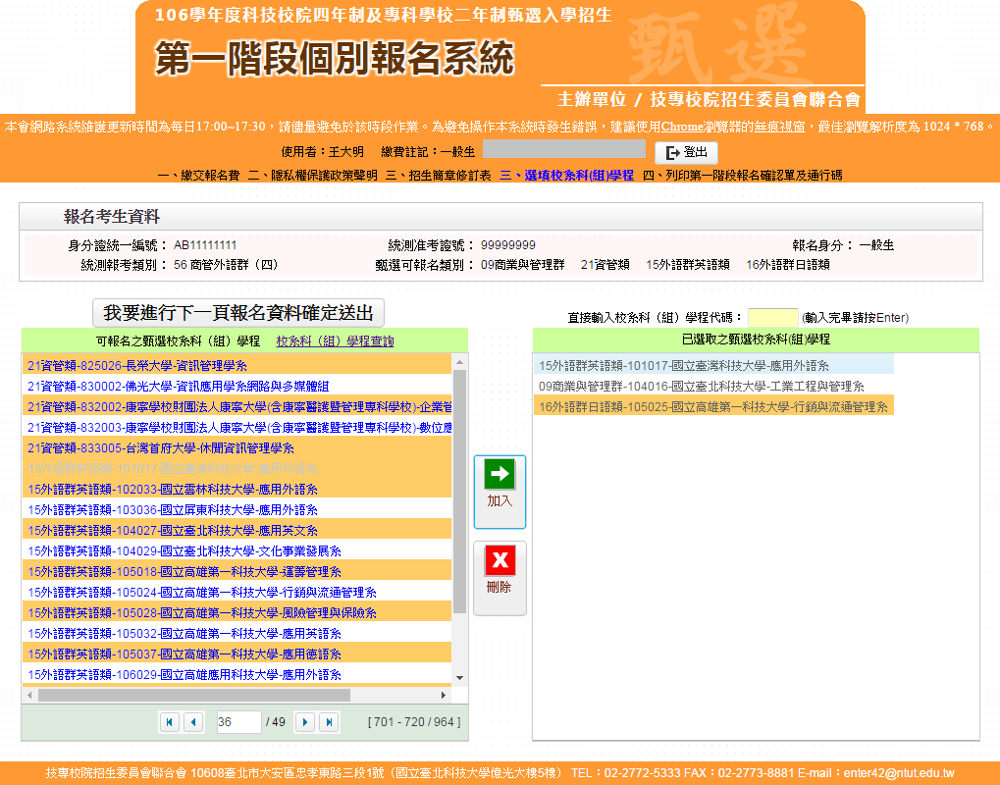 106學年度科技校院四年制及專科學校二年制甄選入學招生
第一階段個別報名系統
甄選
主辦單位 / 技專校院招生委員會聯合會
本會網路系統維護更新時間為每日17:00~17:30，請儘量避免於該時段作業。為避免操作本系統時發生錯誤，建議使用Chrome瀏覽器的無痕視窗，最佳瀏覽解析度為 1024 * 768。
使用者：王大明 繳費註記：一般生 登出
一、繳交報名費 二、隱私權保護政策聲明 三、招生簡章修訂表 三、選填校系科(組)學程 四、列印第一階段報名確認單及通行碼
報名考生資料
身分證統一編號： AB11111111 統測准考證號： 99999999 報名身分： 一般生
統測報考類別： 56 商管外語群（四） 甄選可報名類別： 09商業與管理群 21資管類 15外語群英語類 16外語群日語類
我要進行下一頁報名資料確定送出
直接輸入校系科（組）學程代碼： (輸入完畢請按Enter)
可報名之甄選校系科（組）學程 校系科（組）學程查詢
21資管類-825026-長榮大學-資訊管理學系
21資管類-830002-佛光大學-資訊應用學系網路與多媒體組
21資管類-832002-康寧學校財團法人康寧大學(含康寧醫護暨管理專科學校)-企業管
21資管類-832003-康寧學校財團法人康寧大學(含康寧醫護暨管理專科學校)-數位應
21資管類-833005-台灣首府大學-休閒資訊管理學系
15外語群英語類-101017-國立臺灣科技大學-應用外語系
15外語群英語類-102033-國立雲林科技大學-應用外語系
15外語群英語類-103036-國立屏東科技大學-應用外語系
15外語群英語類-104027-國立臺北科技大學-應用英文系
15外語群英語類-104029-國立臺北科技大學-文化事業發展系
15外語群英語類-105018-國立高雄第一科技大學-運籌管理系
15外語群英語類-105024-國立高雄第一科技大學-行銷與流通管理系
15外語群英語類-105028-國立高雄第一科技大學-風險管理與保險系
15外語群英語類-105032-國立高雄第一科技大學-應用英語系
15外語群英語類-105037-國立高雄第一科技大學-應用德語系
15外語群英語類-106029-國立高雄應用科技大學-應用外語系
36 / 49 [ 701 - 720 / 964 ]
加入
刪除
已選取之甄選校系科(組)學程
15外語群英語類-101017-國立臺灣科技大學-應用外語系
09商業與管理群-104016-國立臺北科技大學-工業工程與管理系
16外語群日語類-105025-國立高雄第一科技大學-行銷與流通管理系
技專校院招生委員會聯合會 10608臺北市大安區忠孝東路三段1號（國立臺北科技大學億光大樓5樓） TEL：02-2772-5333 FAX：02-2773-8881 E-mail：enter42@ntut.edu.tw